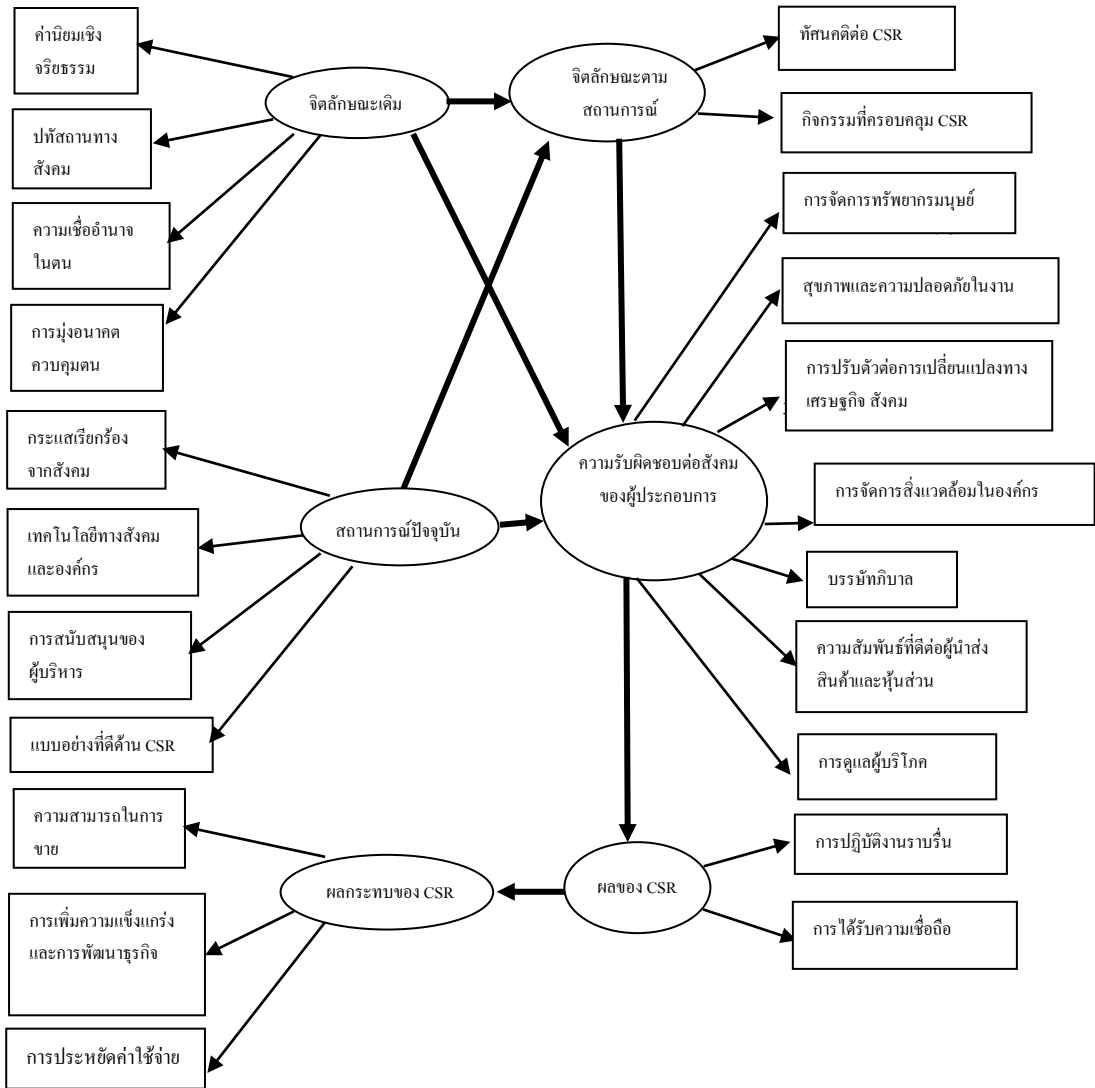 ค่านิยมเชิง
จริยธรรม
จิตลักษณะเดิม
จิตลักษณะตาม
สถานการณ์
ทัศนคติต่อ CSR
กิจกรรมที่ครอบคลุม CSR
ปทัสถานทาง
สังคม
ความเชื่ออำนาจ
ในตน
การมุ่งอนาคต
ควบคุมตน
การจัดการทรัพยากรมนุษย์
สุขภาพและความปลอดภัยในงาน
การปรับตัวต่อการเปลี่ยนแปลงทาง
เศรษฐกิจ สังคม
กระแสเรียกร้อง
จากสังคม
เทคโนโลยีทางสังคม
และองค์กร
การสนับสนุนของ
ผู้บริหาร
แบบอย่างที่ดีด้าน CSR
สถานการณ์ปัจจุบัน
ความรับผิดชอบต่อสังคม
ของผู้ประกอบการ
การจัดการสิ่งแวดล้อมในองค์กร
บรรษัทภิบาล
ความสัมพันธ์ที่ดีต่อผู้นำส่ง
สินค้าและหุ้นส่วน
การดูแลผู้บริโภค
ความสามารถในการ
ขาย
การเพิ่มความแข็งแกร่ง
และการพัฒนาธุรกิจ
การประหยัดค่าใช้จ่าย
ผลกระทบของ CSR
ผลของ CSR
การปฏิบัติงานราบรื่น
การได้รับความเชื่อถือ